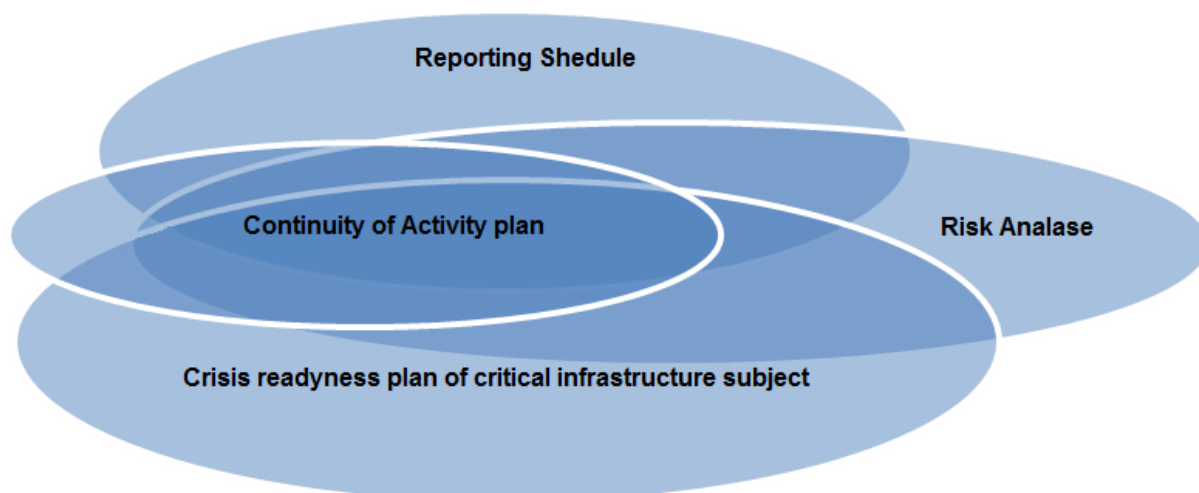 Reporting Shedule
Continuity of Activity plan
Risk Analase
Crisis readyness plan of critical infrastructure subject